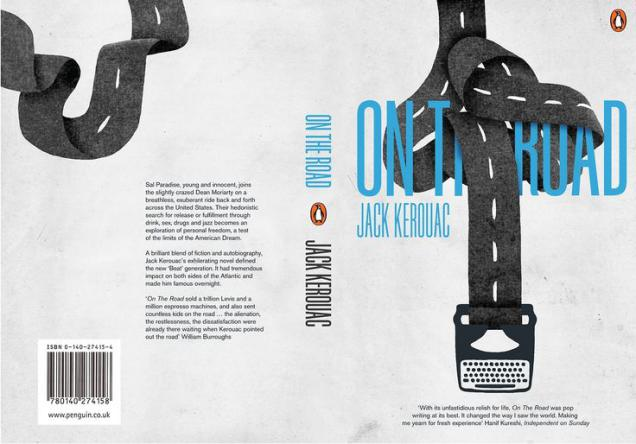 Sal Paradise, young and innocent, joins
the slightly crazed Dean Moriarty on a
breathless, exuberant ride back and forth
across the United States. Their hedonistic
search for release or fulfillment through
drink, sex, drugs and jazz becomes an
exploration of personal freedom, a test
of the limits of the American Dream.
A brilliant blend of fiction and autobiography,
Jack Kerouac's exhilerating novel defined
the new 'Beat' generation. It had tremendous
impact on both sides of the Atlantic and
made him famous overnight.
'On The Road sold a trillion Levis and a
million espresso machines, and also sent
countless kids on the road ... the alienation,
the restlessness, the dissatisfaction were
already there waiting when Kerouac pointed
out the road' William Burroughs
ISBN 0-140-27415-4
9780140274158
www.penguin.co.uk
ON THE ROAD
JACK KEROUAC
ON TH ROAD
JACK KEROUAC
'With its unfastidious relish for life, On The Road was pop
writing at its best. It changed the way I saw the world. Making
me yearn for fresh experience' Hanif Kureshi, Independent on Sunday